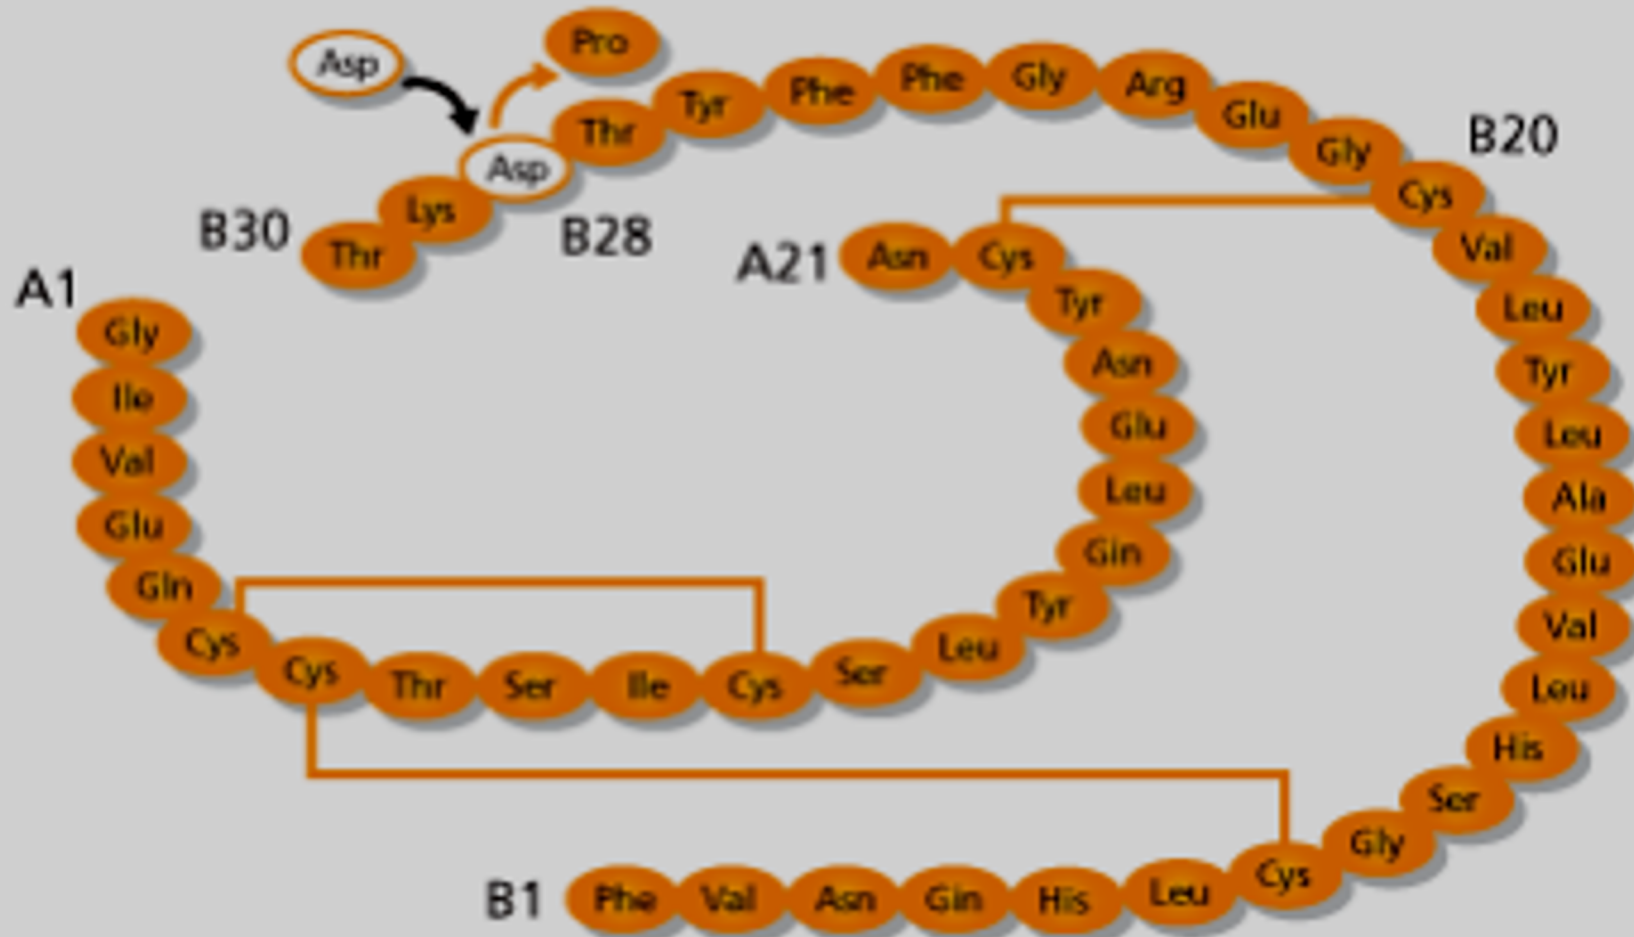 Asp
Pro
B30 Thr Lys Asp Thr Tyr Phe Phe Gly Arg Glu Gly Cys Val Leu Tyr Leu Ala Glu Val Leu His Ser Gly Cys Leu His Gin Asn Val Phe B1
B28
B20
A1 Gly Ile Val Glu Gln Cys Cys Thr Ser Ile Cys Ser Leu Tyr Gin Leu Glu Asn Tyr Cys Asn A21